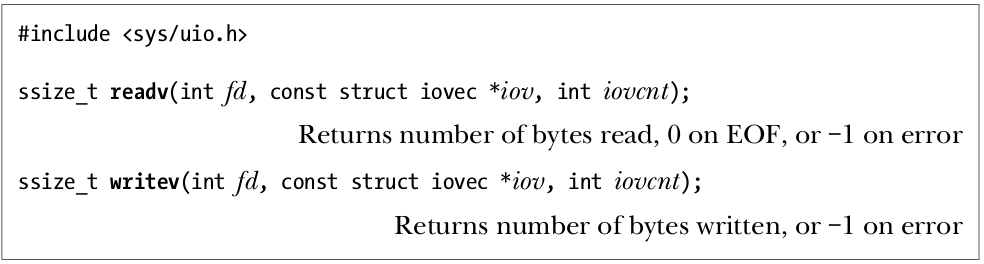 #include <sys/uio.h>
ssize_t readv(int fd, const struct iovec *iov, int iovcnt);
Returns number of bytes read, 0 on EOF, or −1 on error
ssize_t writev(int fd, const struct iovec *iov, int iovcnt);
Returns number of bytes written, or −1 on error